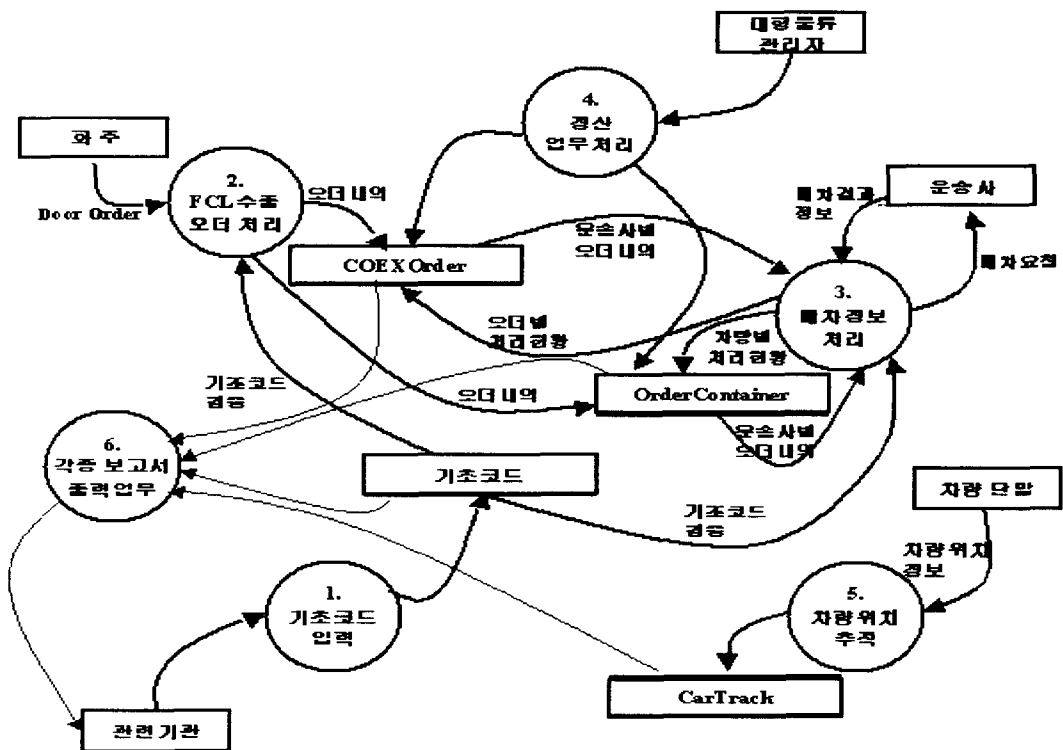 대형물류
관리자
4.
정산
업무처리
화 주
2.
FCL수출
오더 처리
Door Order
오더내역
COEXOrder
운송사별
오더내역
배차결과
정보
운송사
배차요청
3.
배차정보
처리
오더별
처리현황
차량별
처리현황
OrderContainer
오더내역
운송사별
오더내역
기초코드
검증
6.
각종 보고서
출력업무
기초코드
기초코드
검증
차량 단말
차량위치
정보
1.
기초코드
입력
5.
차량위치
추적
CarTrack
관련기관